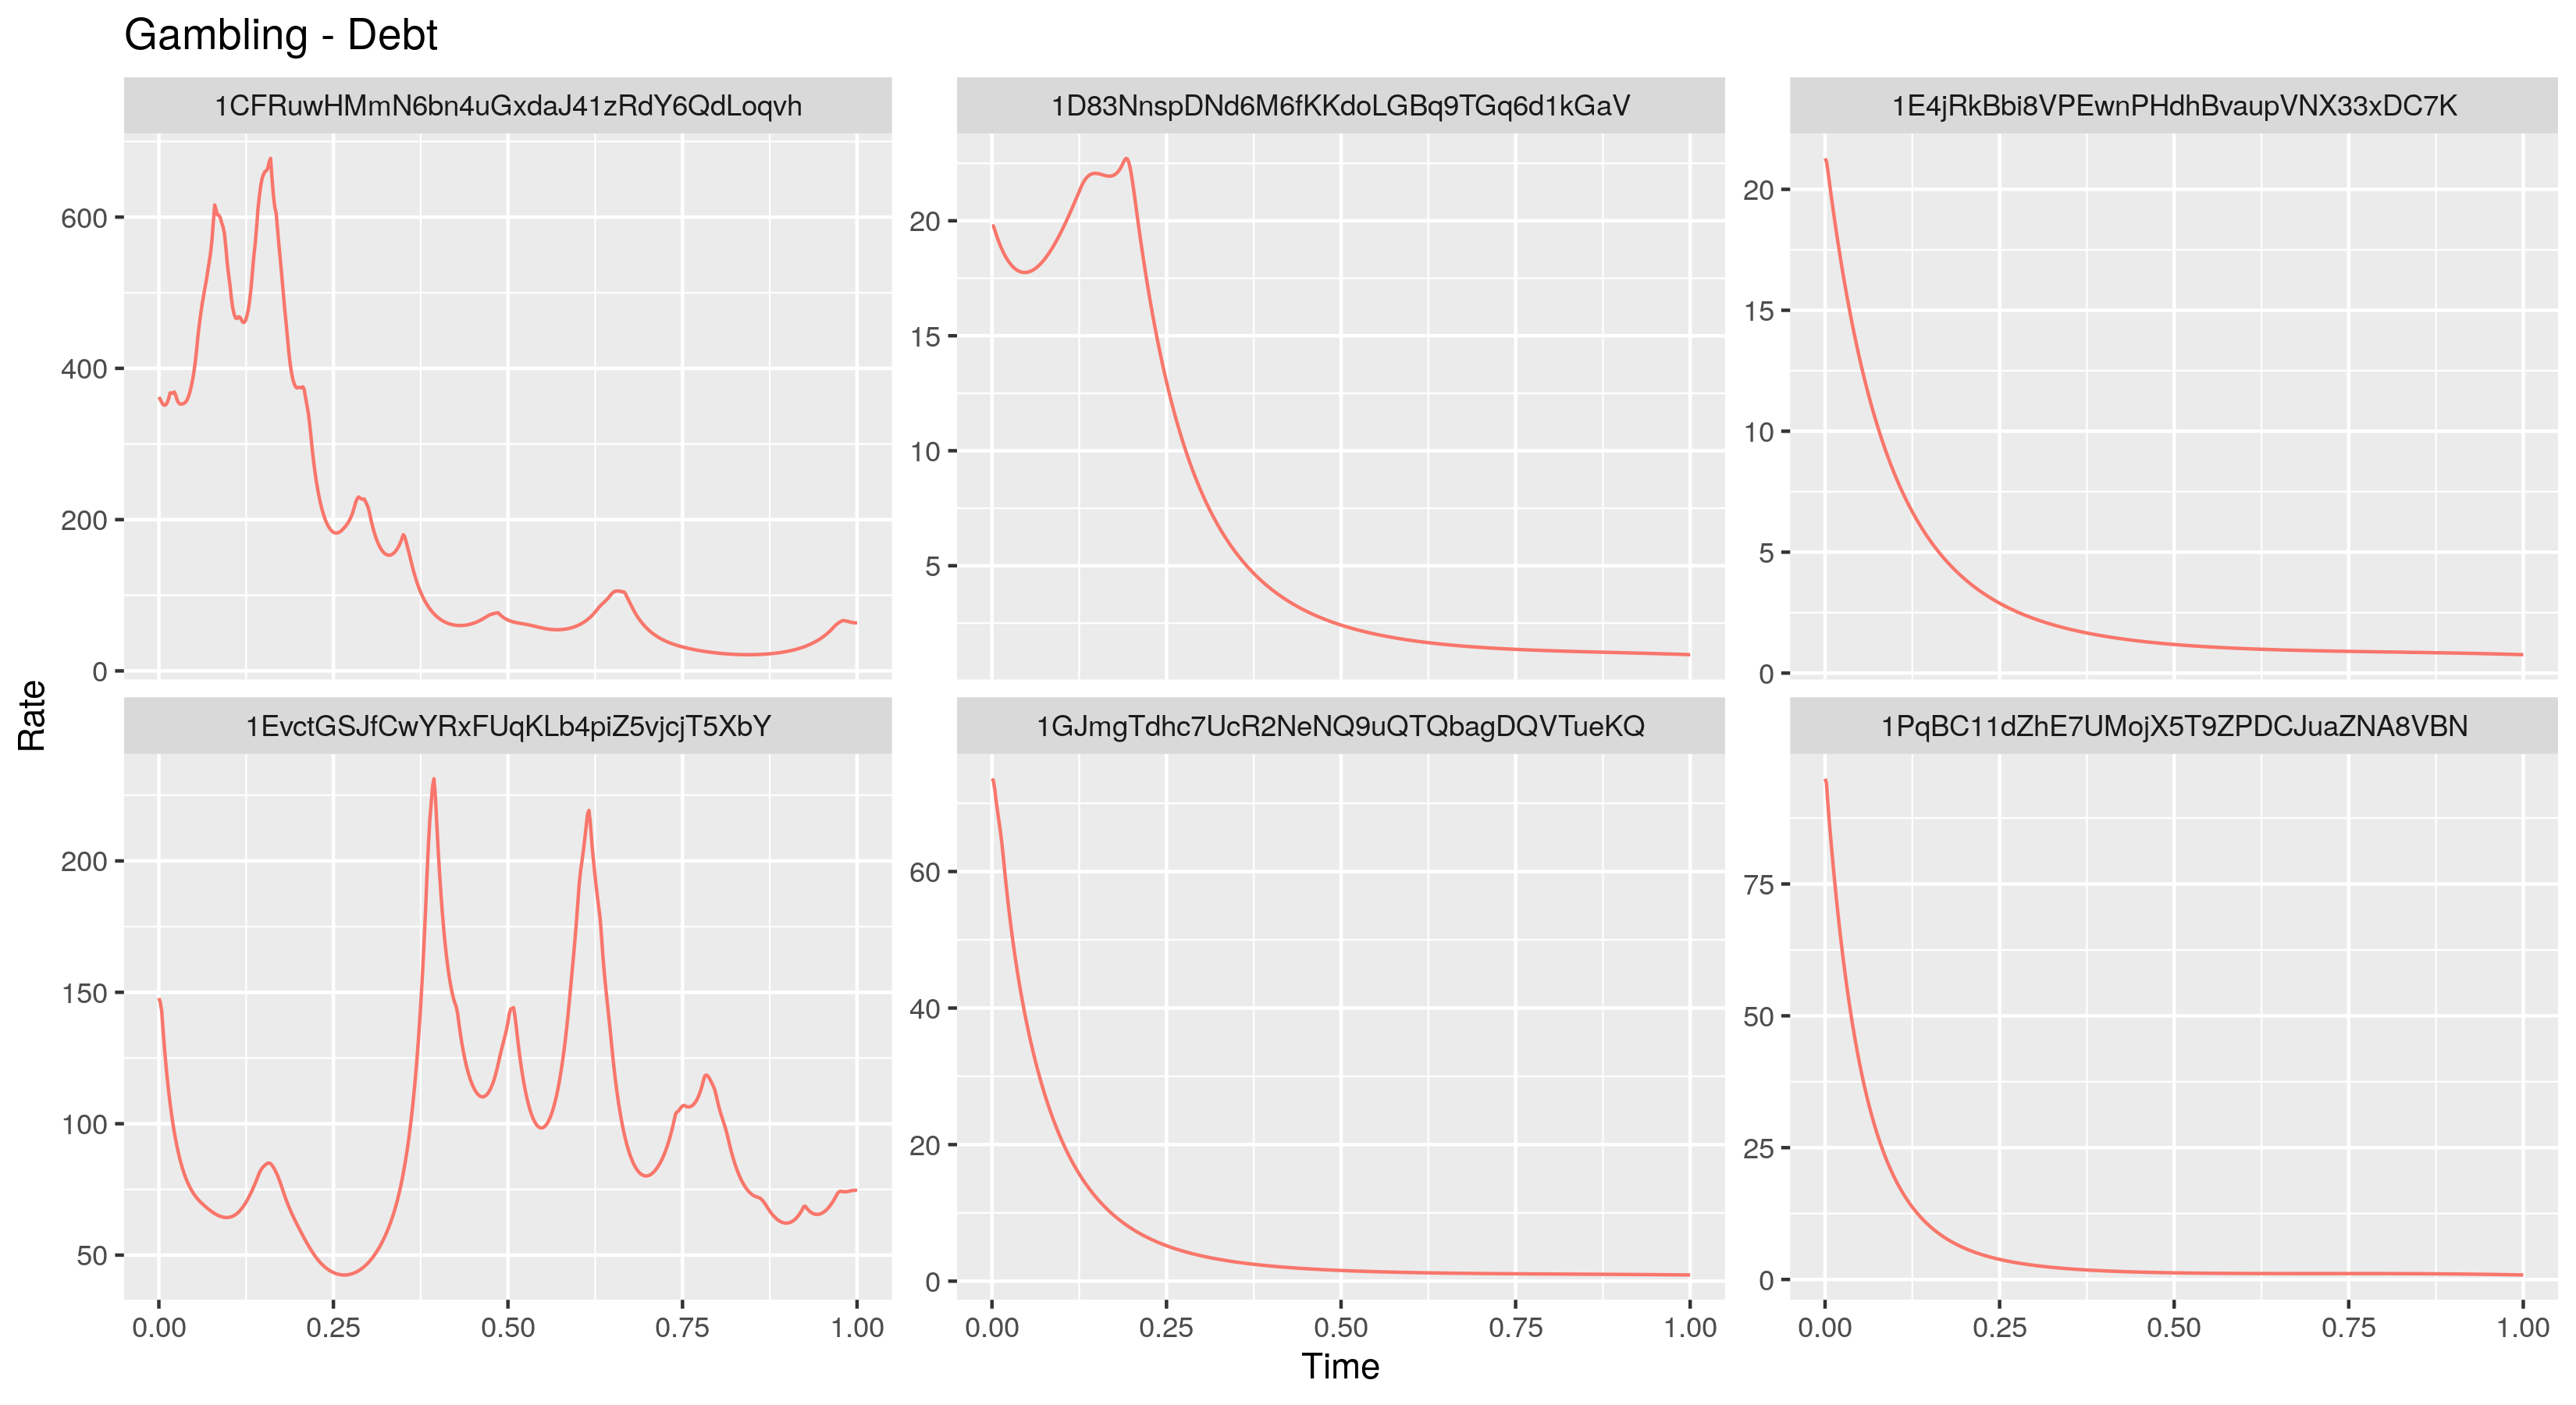 Gambling - Debt
1CFRuwHMmN6bn4uGxdaJ41zRdY6QdLoqvh
1D83NnspDNd6M6fKKdoLGBq9TGq6d1kGaV
1E4jRkBbi8VPEwnPHdhBvaupVNX33xDC7K
600
400
200
0
20
15
10
5
20
15
10
5
0
Rate
1EvctGSJfCwYRxFUqKLb4piZ5vjcjT5XbY
1GJmgTdhc7UcR2NeNQ9uQTQbagDQVTueKQ
1PqBC11dZhE7UMojX5T9ZPDCJuaZNA8VBN
200
150
100
50
60
40
20
0
75
50
25
0
0.00 0.25 0.50 0.75 1.00
0.00 0.25 0.50 0.75 1.00
0.00 0.25 0.50 0.75 1.00
Time